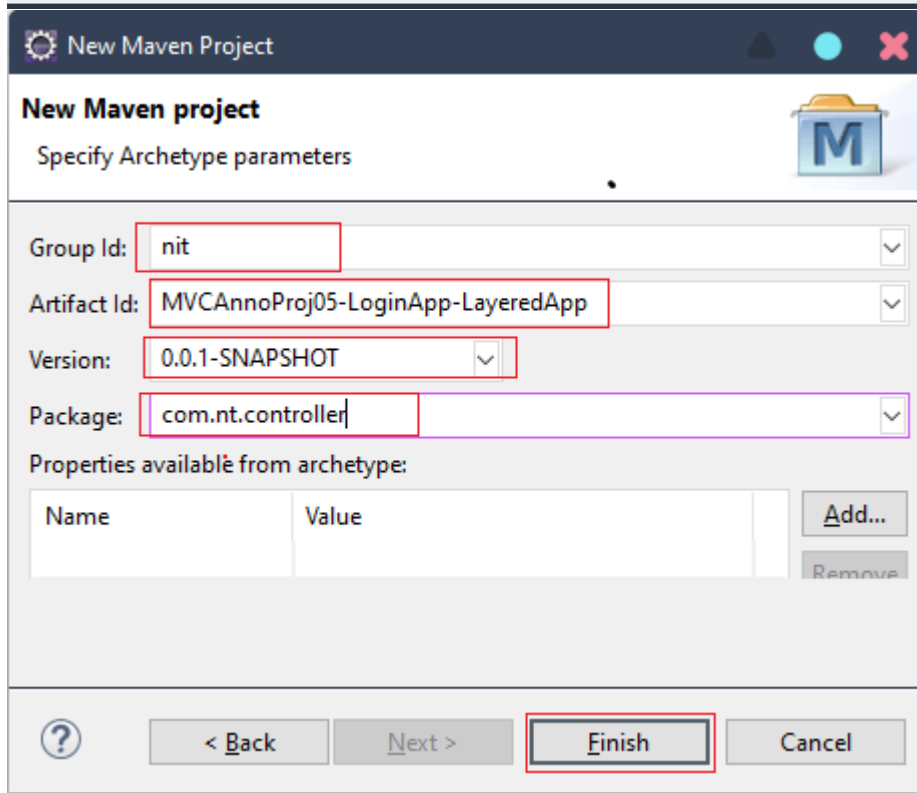 New Maven Project
New Maven project
Specify Archetype parameters
M
Group Id: nit
Artifact Id: MVCAnnoProj05-LoginApp-LayeredApp
Version: 0.0.1-SNAPSHOT
Package: com.nt.controller
Properties available from archetype:
Name Value
Add...
Remove
? < Back Next > Finish Cancel